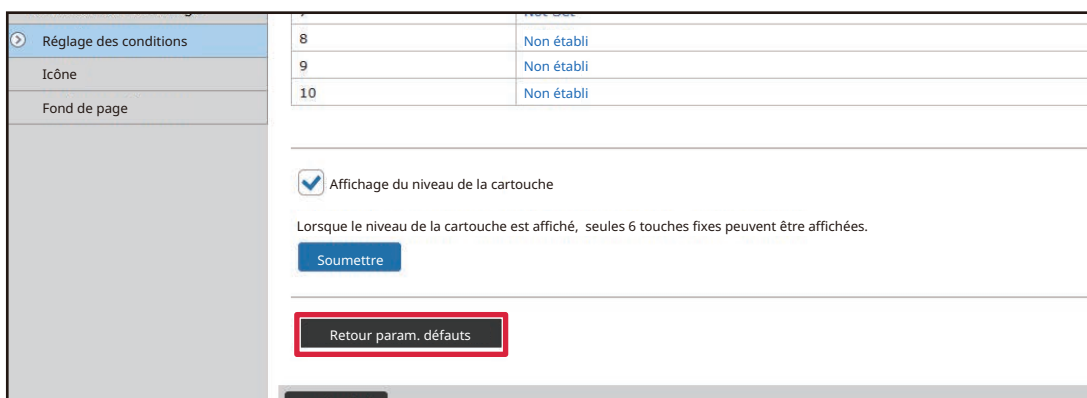 Réglage des conditions
Icône
Fond de page
8 Non établi
9 Non établi
10 Non établi
Affichage du niveau de la cartouche
Lorsque le niveau de la cartouche est affiché, seules 6 touches fixes peuvent être affichées.
Soumettre
Retour param. défauts